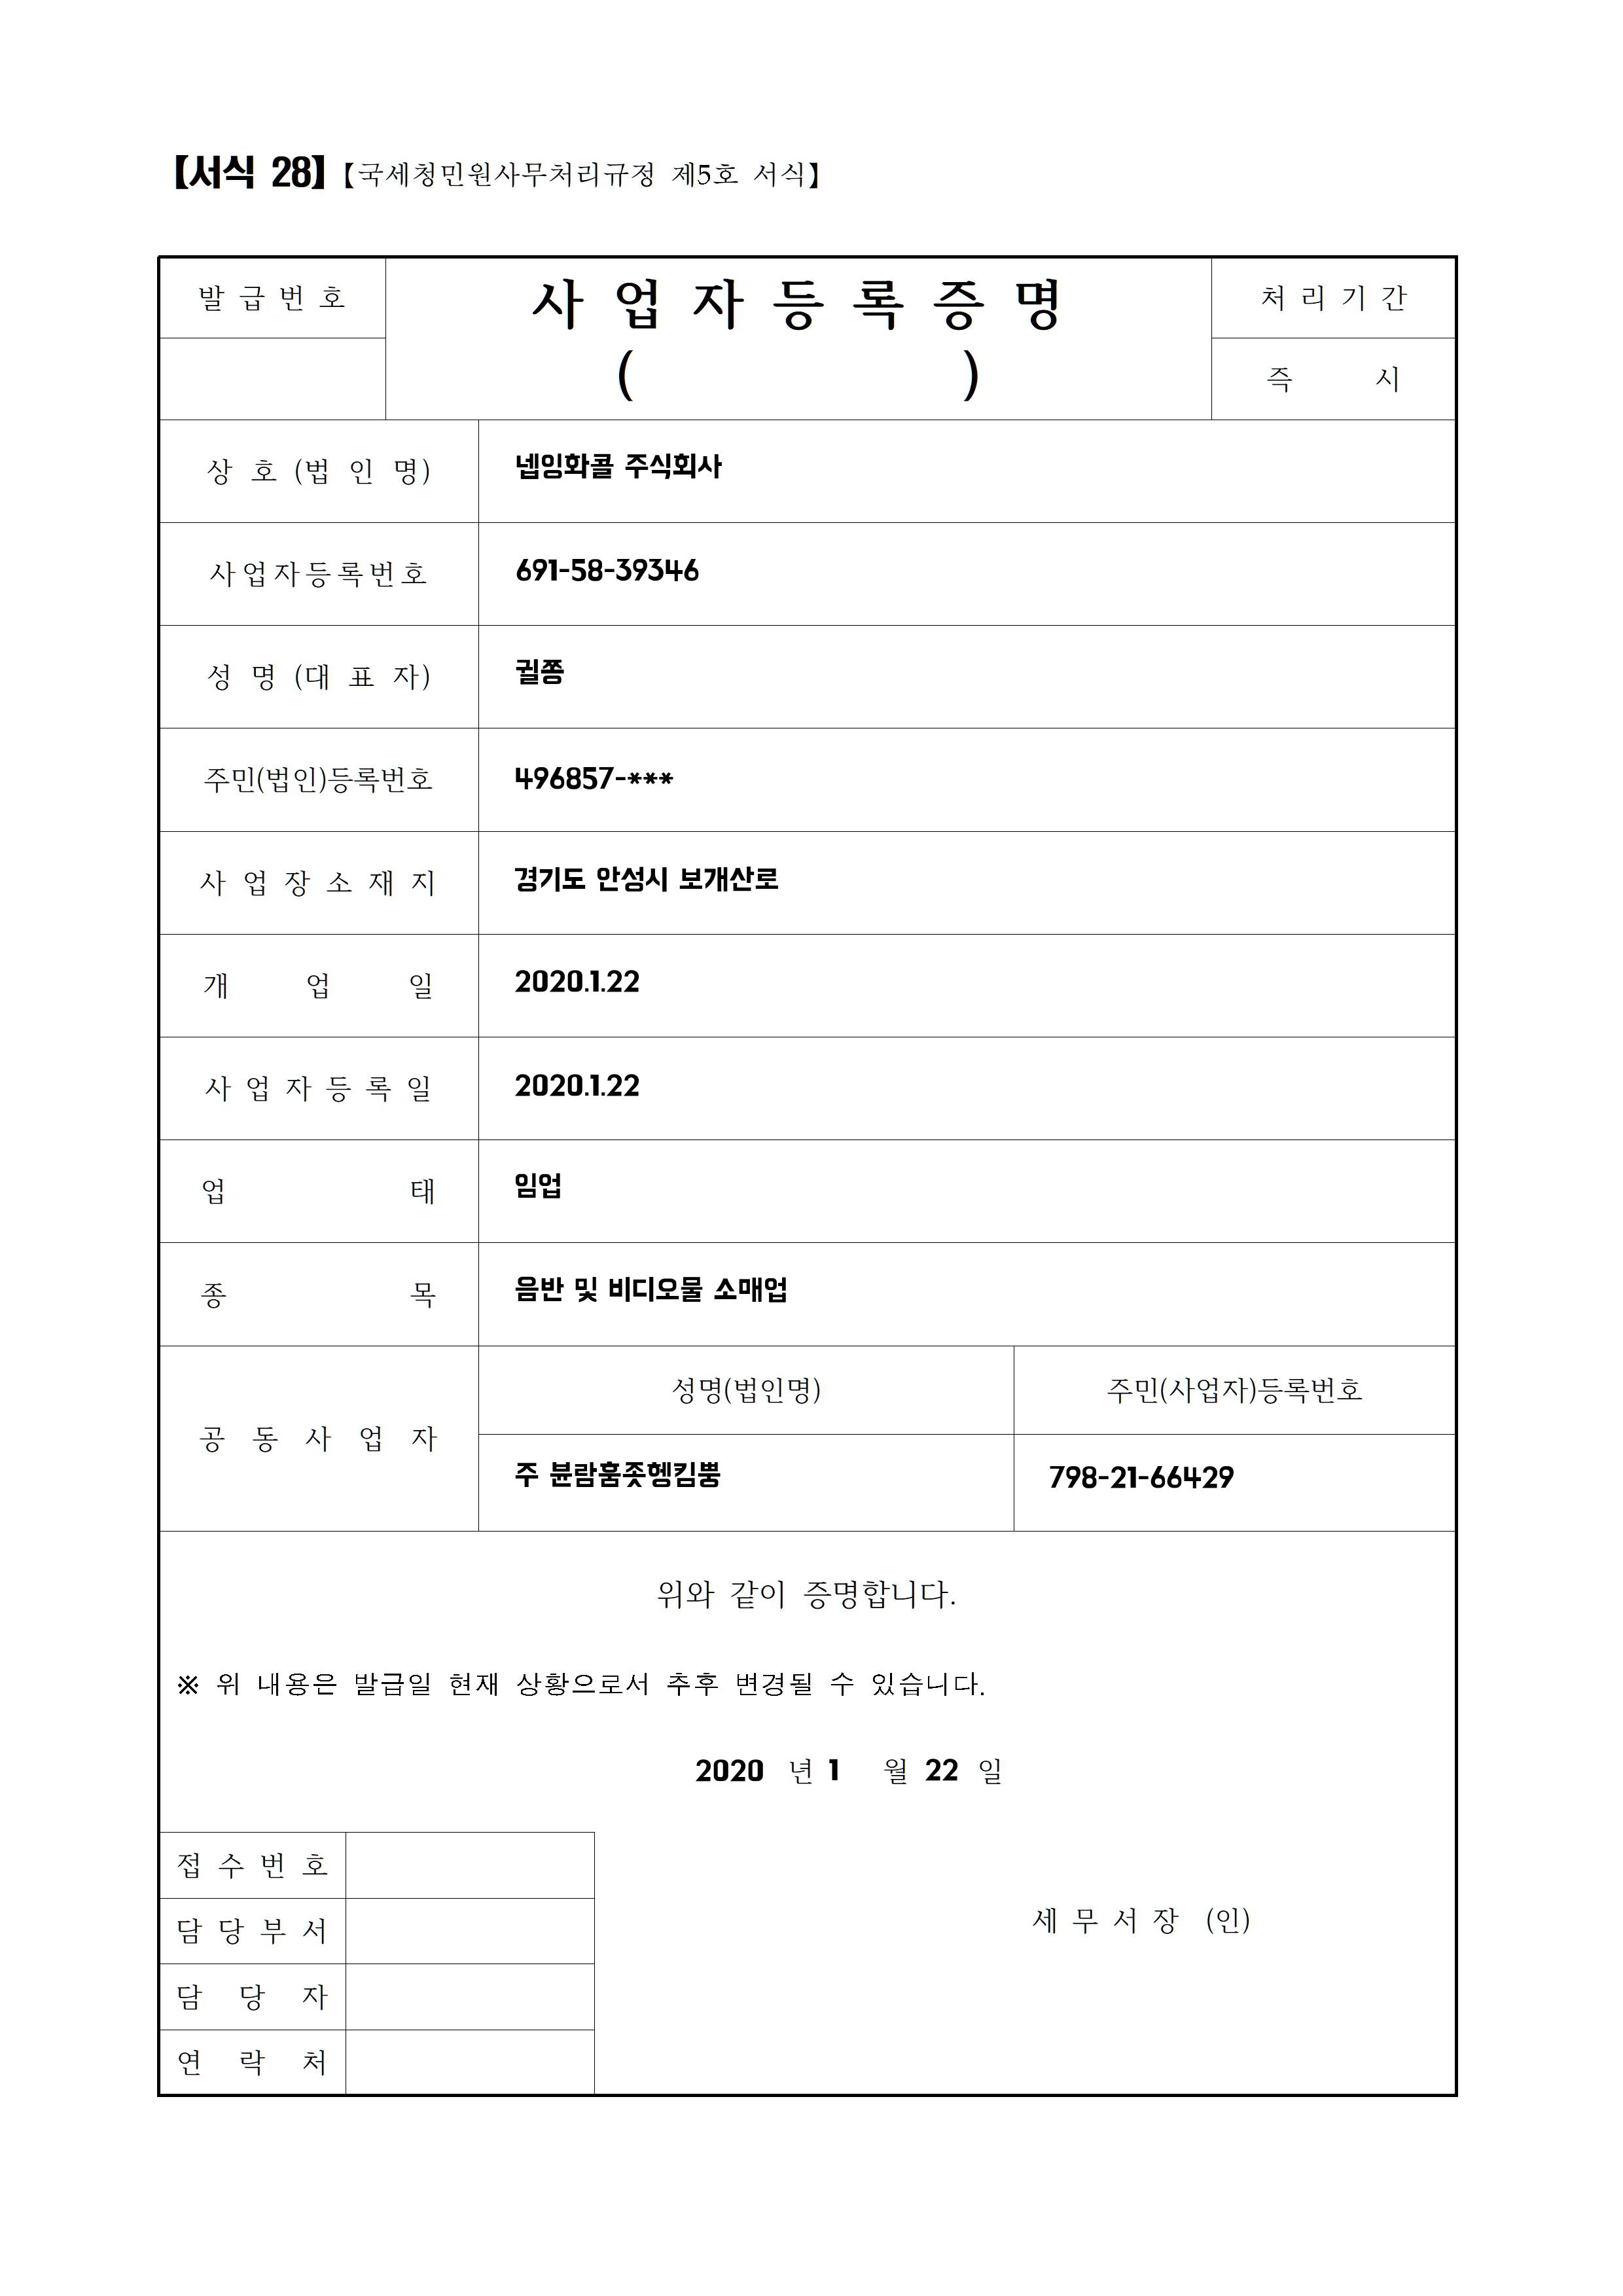 【서식 28】【국세청민원사무처리규정 제5호 서식】
발 급 번 호
사 업 자 등 록 증 명
( )
처 리 기 간
즉 시
상 호 (법 인 명) 넵잉화콜 주식회사
사업자등록번호 691-58-39346
성 명 (대 표 자) 귈쫑
주민(법인)등록번호 496857-***
사 업 장 소 재 지 경기도 안성시 보개산로
개 업 일 2020.1.22
사 업 자 등 록 일 2020.1.22
업 태 임업
종 목 음반 및 비디오물 소매업
공 동 사 업 자
성명(법인명) 주민(사업자)등록번호
주 뷴람훔좃헹킴뿡 798-21-66429
위와 같이 증명합니다.
※ 위 내용은 발급일 현재 상황으로서 추후 변경될 수 있습니다.
2020 년 1 월 22 일
접 수 번 호
담 당 부 서
담 당 자
연 락 처
세 무 서 장 (인)